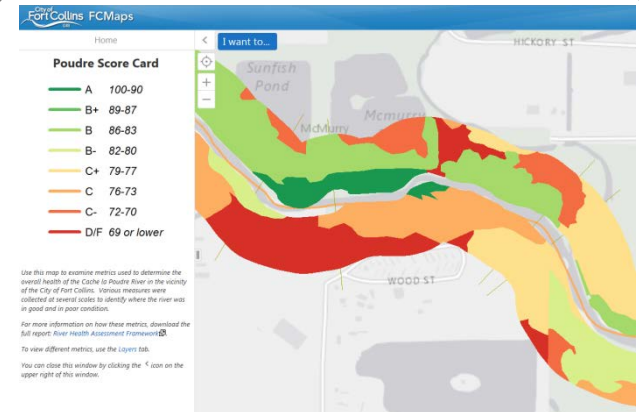 City of
Fort Collins FCMaps
Home
I want to...
Poudre Score Card
A 100-90
B+ 89-87
B 86-83
B- 82-80
C+ 79-77
C 76-73
C- 72-70
D/F 69 or lower
Use this map to examine metrics used to determine the
overall health of the Cache la Poudre River in the vicinity
of the City of Fort Collins. Various measures were
collected at several scales to identify where the river was
in good and in poor condition.
For more information on how these metrics, download the
full report: River Health Assessment Framework
To view different metrics, use the Layers tab.
You can close this window by clicking the < icon on the
upper right of this window.
HICKORY ST
Sunfish
Pond
Mcmurry
McMurry
WOOD ST